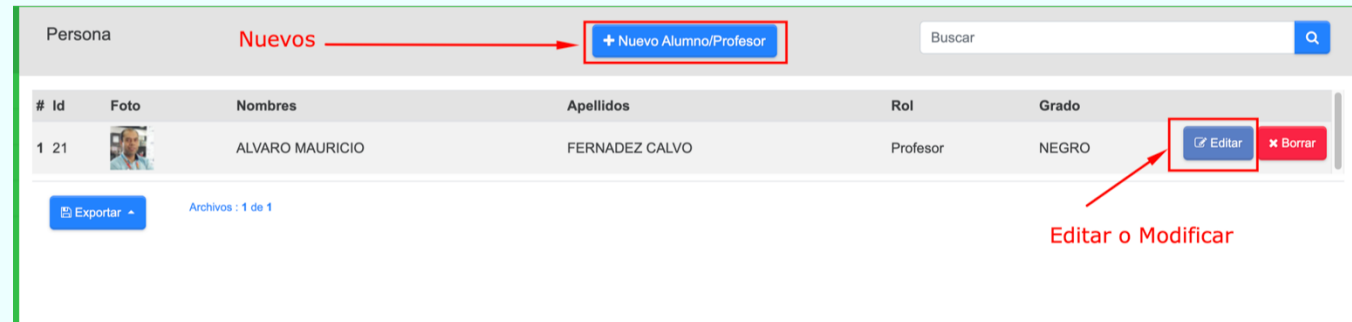 Persona
Nuevos
+ Nuevo Alumno/Profesor
Buscar
# Id Foto Nombres Apellidos Rol Grado
1 21 ALVARO MAURICIO FERNADEZ CALVO Profesor NEGRO Editar Borrar
Exportar
Archivos : 1 de 1
Editar o Modificar